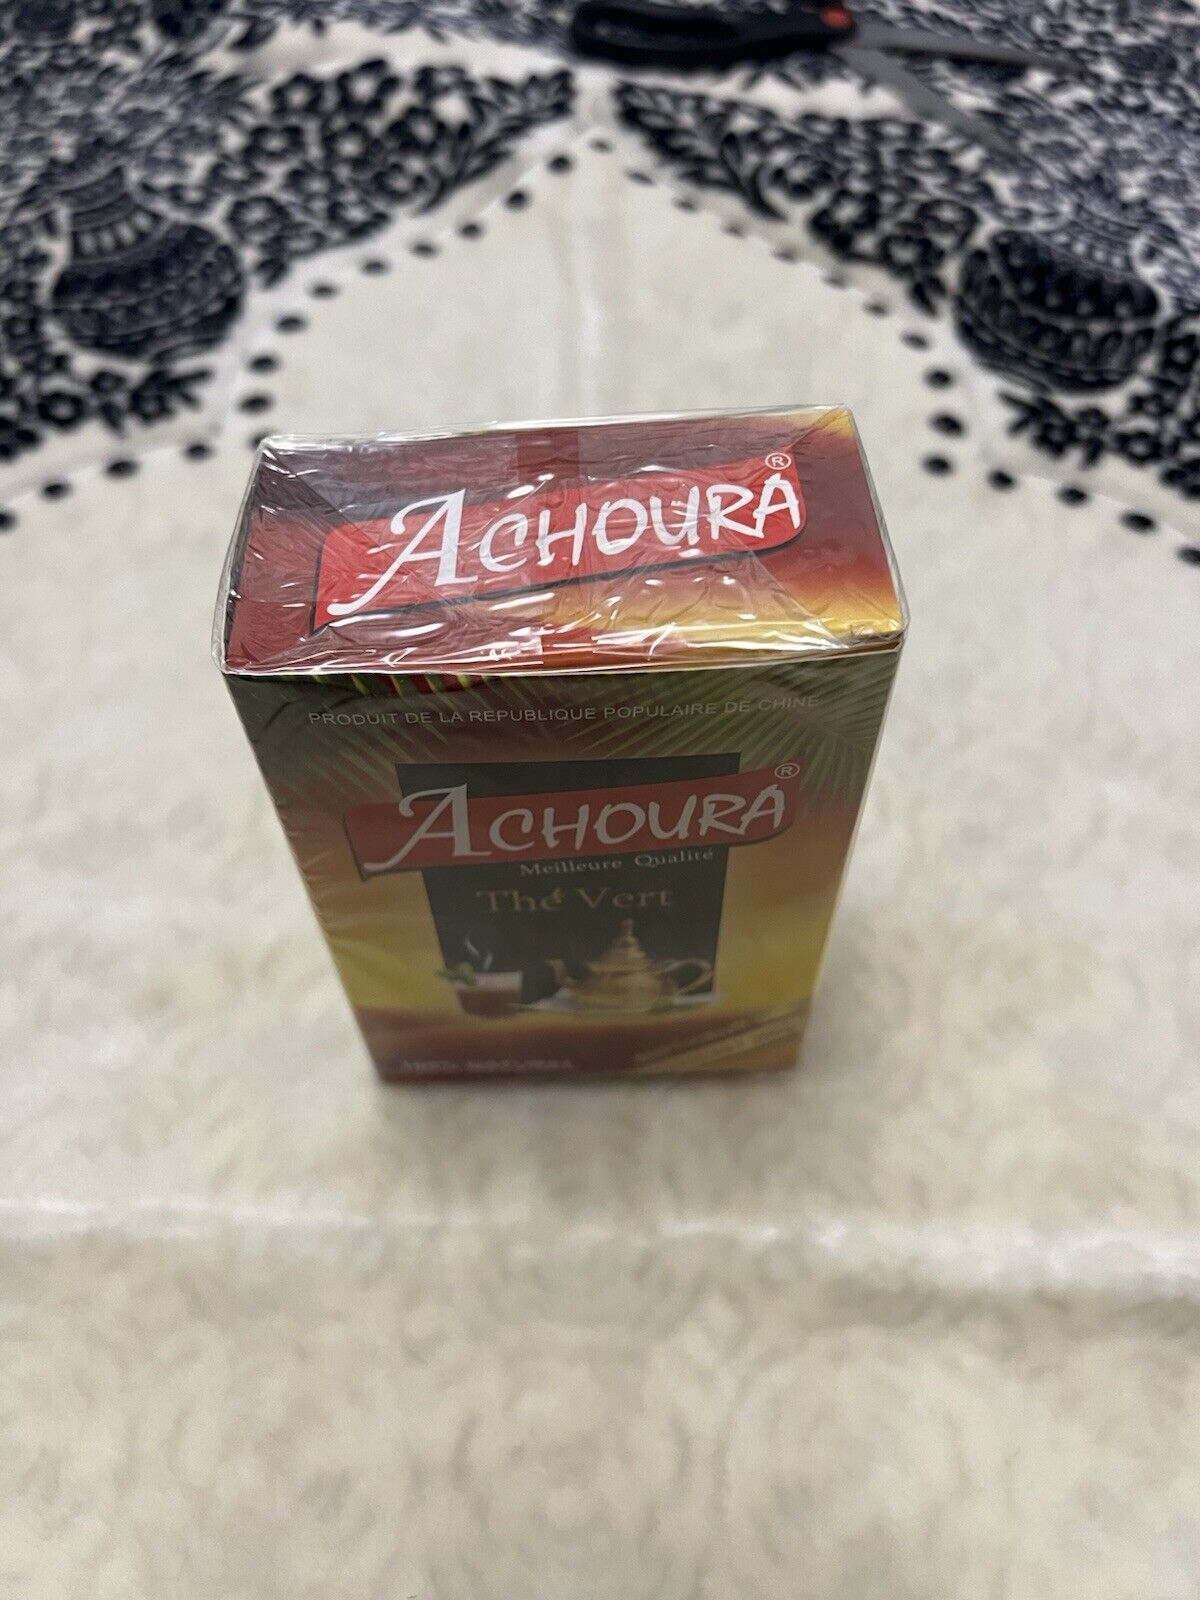 ACHOURA®
PRODUIT DE LA REPUBLIQUE POPULAIRE DE CHINE
ACHOURA®
Meilleure Qualité
Thé Vert